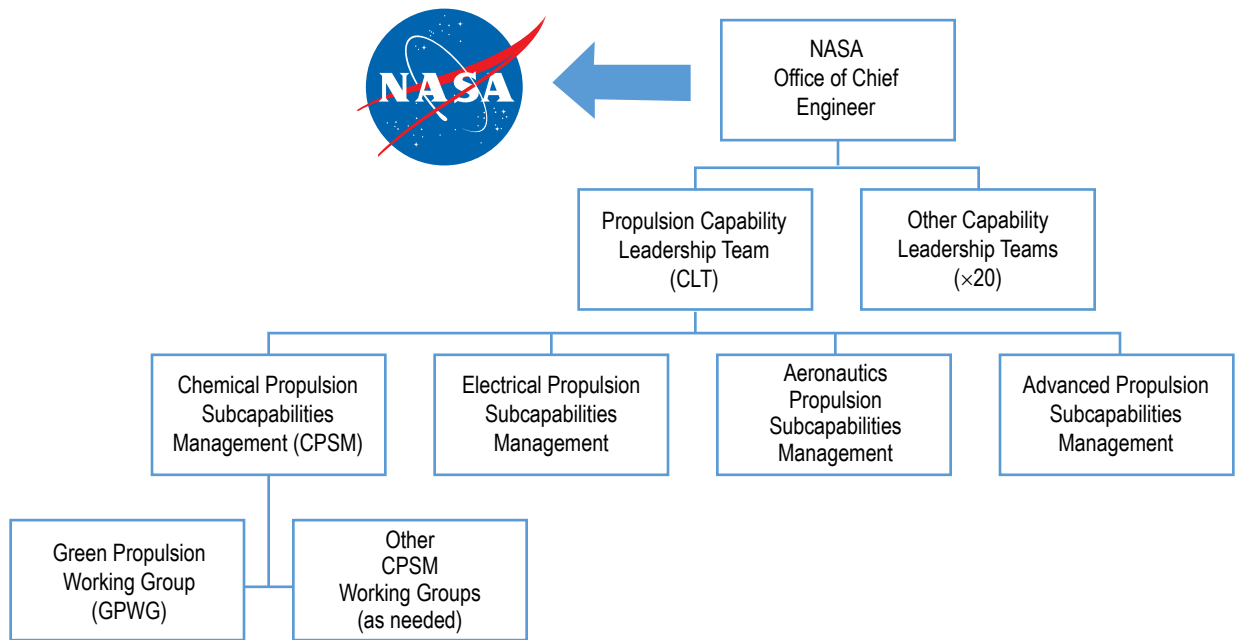 NASA
NASA
Office of Chief
Engineer
Propulsion Capability
Leadership Team
(CLT)
Other Capability
Leadership Teams
(×20)
Chemical Propulsion
Subcapabilities
Management (CPSM)
Electrical Propulsion
Subcapabilities
Management
Aeronautics
Propulsion
Subcapabilities
Management
Advanced Propulsion
Subcapabilities
Management
Green Propulsion
Working Group
(GPWG)
Other
CPSM
Working Groups
(as needed)